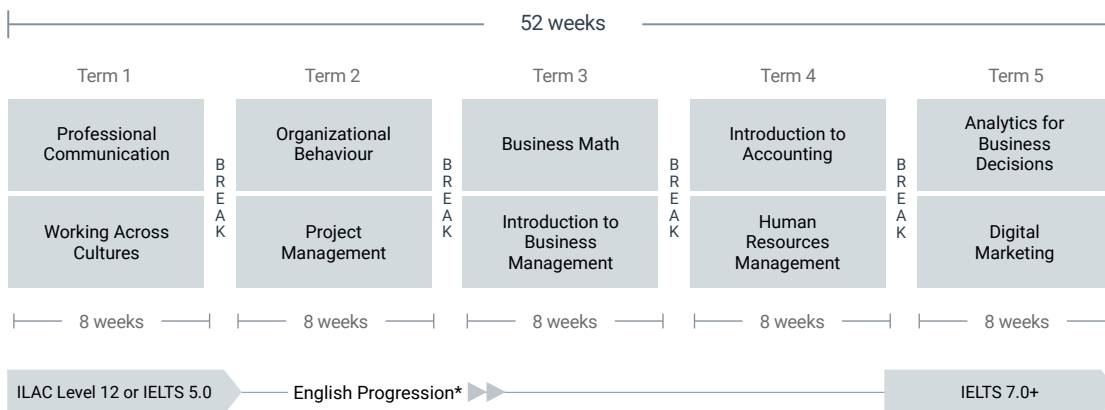 52 weeks
Term 1
Term 2
Term 3
Term 4
Term 5
Professional
Communication
Organizational
Behaviour
Business Math
Introduction to
Accounting
Analytics for
Business
Decisions
BREAK
BREAK
BREAK
BREAK
Working Across
Cultures
Project
Management
Introduction to
Business
Management
Human
Resources
Management
Digital
Marketing
8 weeks
8 weeks
8 weeks
8 weeks
8 weeks
ILAC Level 12 or IELTS 5.0
English Progression*
IELTS 7.0+